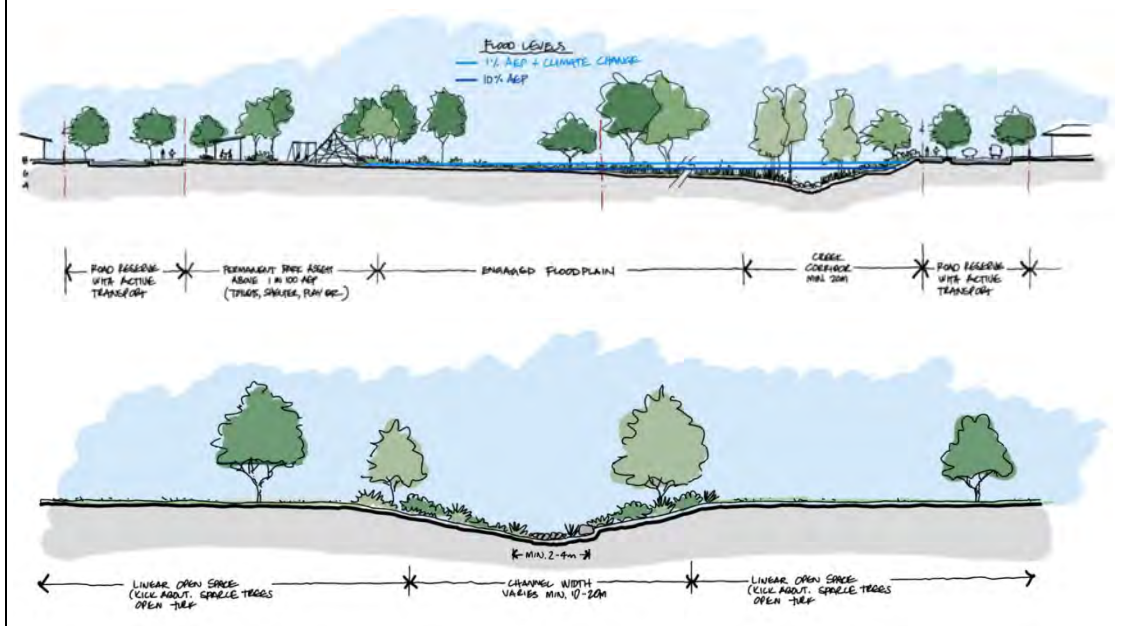 FLOOD LEVELS
1% AEP + CLIMATE CHANGE
10% AEP
ROAD RESERVE
WITH ACTIVE
TRANSPORT
PERMANENT PARK ASSETS
ABOVE 1 IN 100 AEP
(TOILETS, SHELTER, PLAY
ENGAGED FLOODPLAIN
CREEK
CORRIDOR
MIN. 20M
ROAD RESERVE
WITH ACTIVE
TRANSPORT
MIN. 2-4m
LINEAR OPEN SPACE
(KICK ABOUT. SPARCE TREES
OPEN TURF
CHANNEL WIDTH
VARIES MIN. 10-20m
LINEAR OPEN SPACE
(KICK ABOUT. SPARCE TREES
OPEN TURF